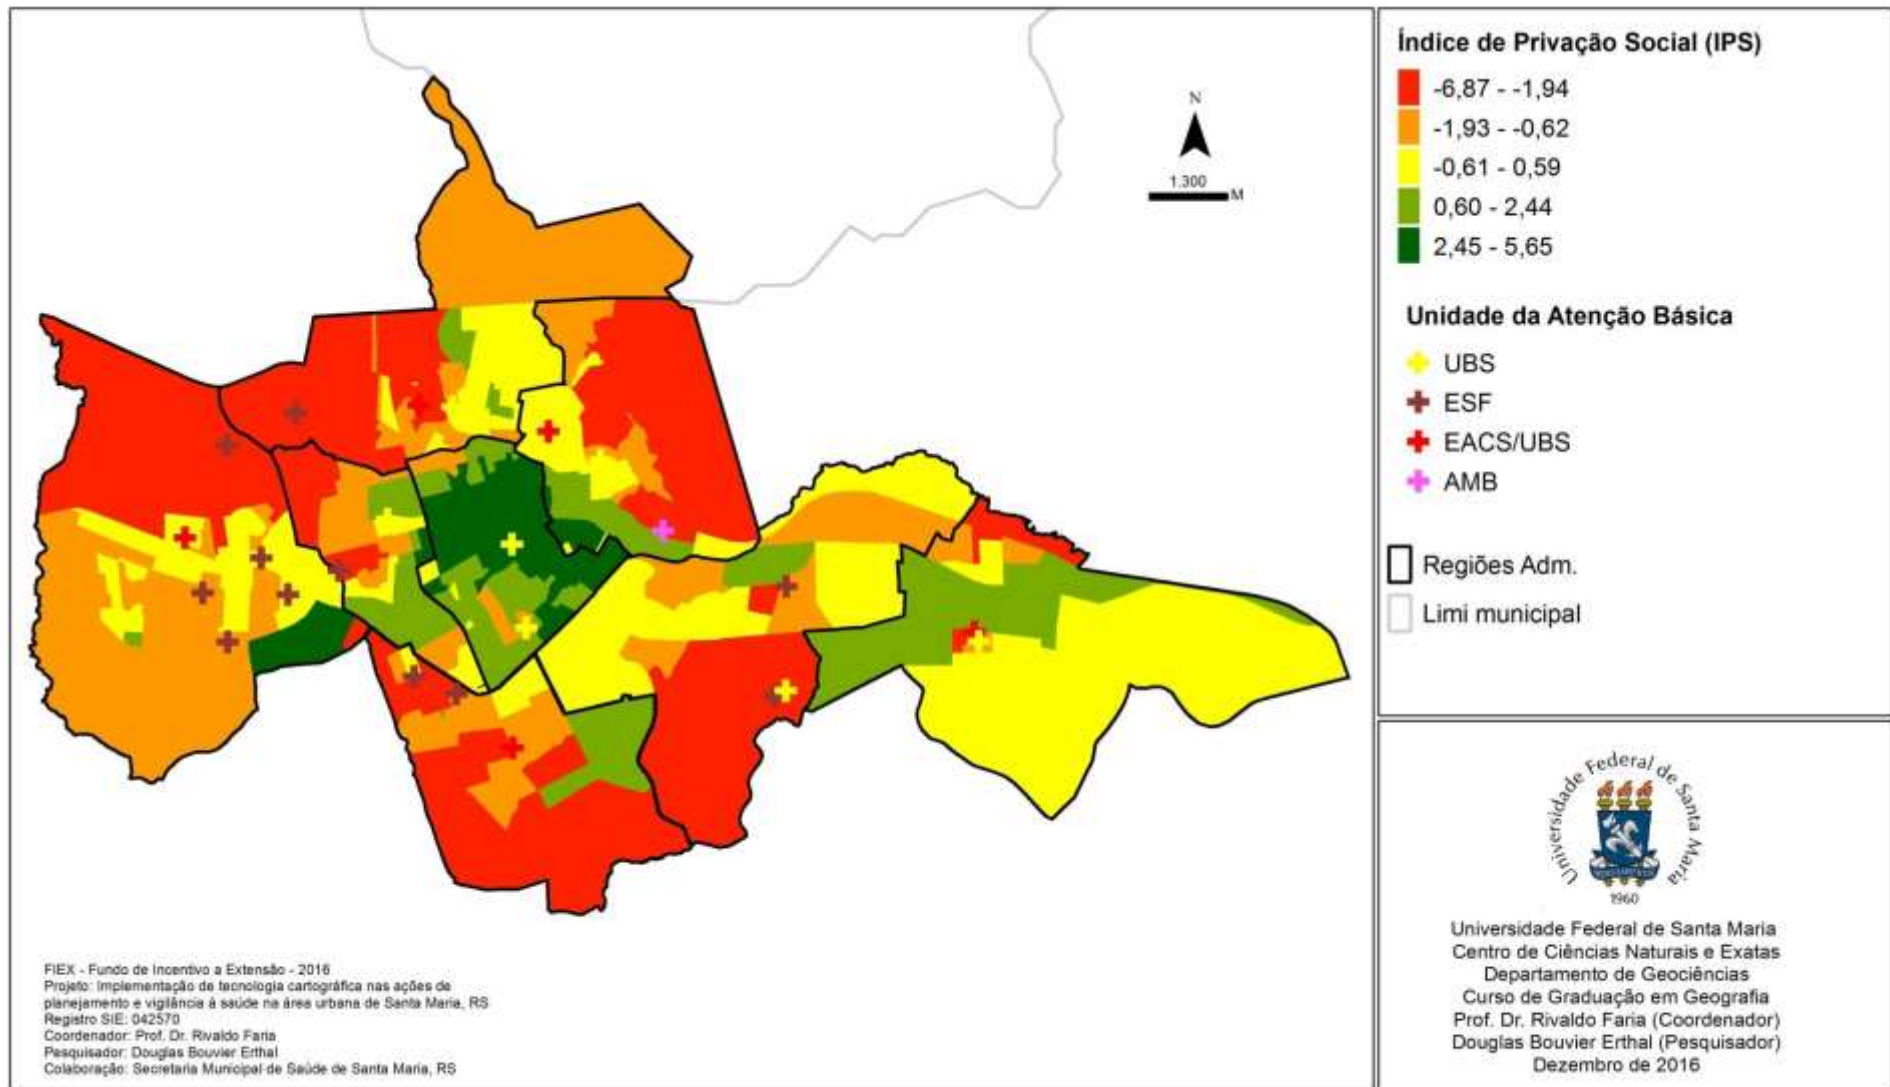 N
1.300
M
Índice de Privação Social (IPS)
-6,87 - -1,94
-1,93 - -0,62
-0,61 - 0,59
0,60 - 2,44
2,45 - 5,65
Unidade da Atenção Básica
UBS
ESF
EACS/UBS
AMB
Regiões Adm.
Limi municipal
FIEX - Fundo de Incentivo a Extensão - 2016
Projeto: Implementação de tecnologia cartográfica nas ações de
planejamento e vigilância à saúde na área urbana de Santa Maria, RS
Registro SIE: 042570
Coordenador: Prof. Dr. Rivaldo Faria
Pesquisador: Douglas Bouvier Erthal
Colaboração: Secretaria Municipal de Saúde de Santa Maria, RS
Universidade Federal de Santa Maria
1960
Universidade Federal de Santa Maria
Centro de Ciências Naturais e Exatas
Departamento de Geociências
Curso de Graduação em Geografia
Prof. Dr. Rivaldo Faria (Coordenador)
Douglas Bouvier Erthal (Pesquisador)
Dezembro de 2016